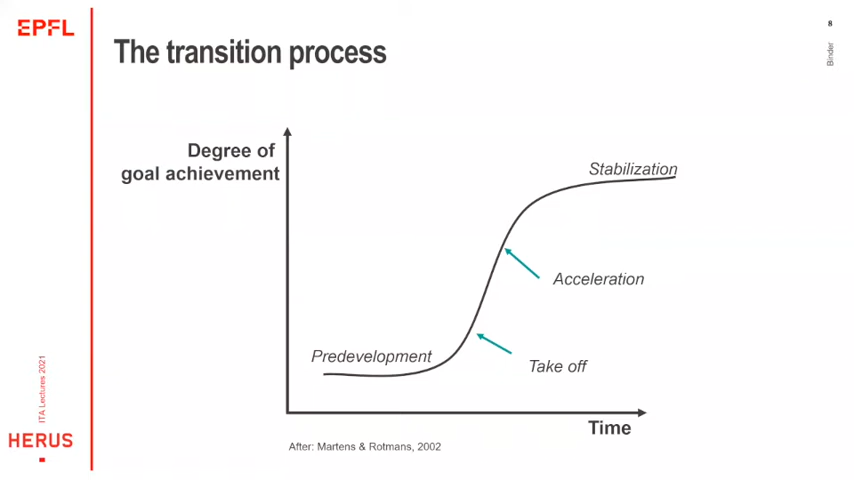 EPFL
The transition process
8
Binder
Degree of
goal achievement
Stabilization
Acceleration
Predevelopment
Take off
Time
After: Martens & Rotmans, 2002
ITA Lectures 2021
HERUS